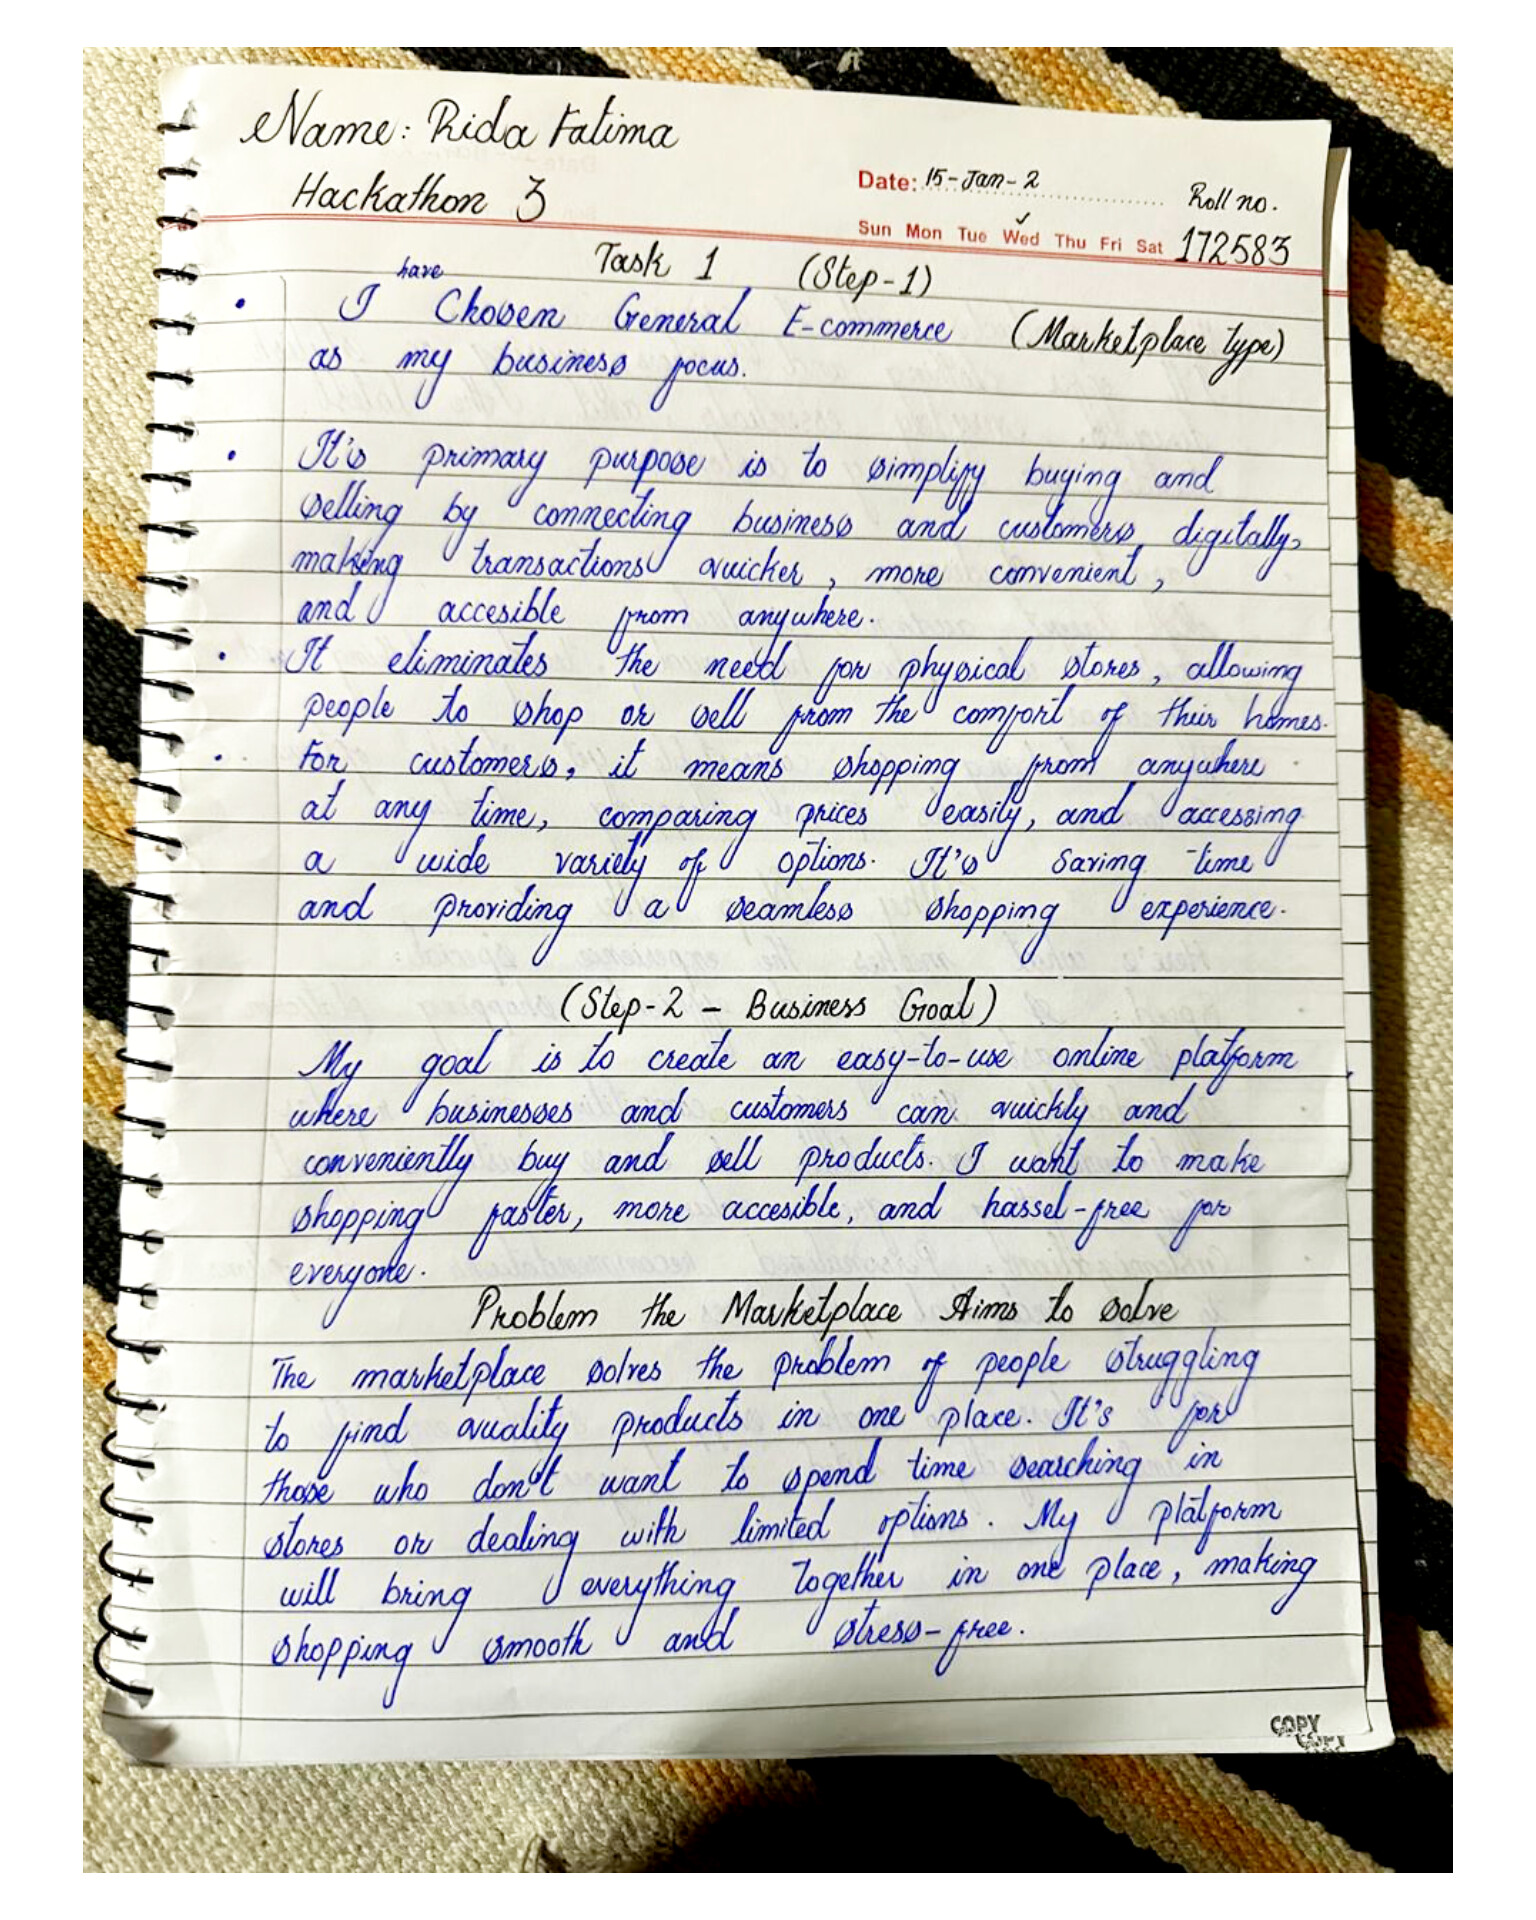 Name: Rida Fatima
Hackathon 3
Date: 15-Jan-2
Roll no.
Sun Mon Tue Wed Thu Fri Sat
172583
Task 1 (Step-1)
have
• I Chosen General E-commerce (Marketplace type)
as my business focus.
• It's primary purpose is to simplify buying and
selling by connecting business and customers digitally,
making transactions quicker, more convenient,
and accesible from anywhere.
• It eliminates the need for physical stores, allowing
people to shop or sell from the comfort of their homes.
• For customers, it means shopping from anywhere
at any time, comparing prices easily, and accessing
a wide variety of options. It's saving time
and providing a seamless shopping experience.
(Step-2 – Business Goal)
My goal is to create an easy-to-use online platform
where businesses and customers can quickly and
conveniently buy and sell products. I want to make
shopping faster, more accesible, and hassel-free for
everyone.
Problem the Marketplace Aims to solve
The marketplace solves the problem of people struggling
to find quality products in one place. It's for
those who don't want to spend time searching in
stores or dealing with limited options. My platform
will bring everything together in one place, making
shopping smooth and stress-free.
COPY
COPY